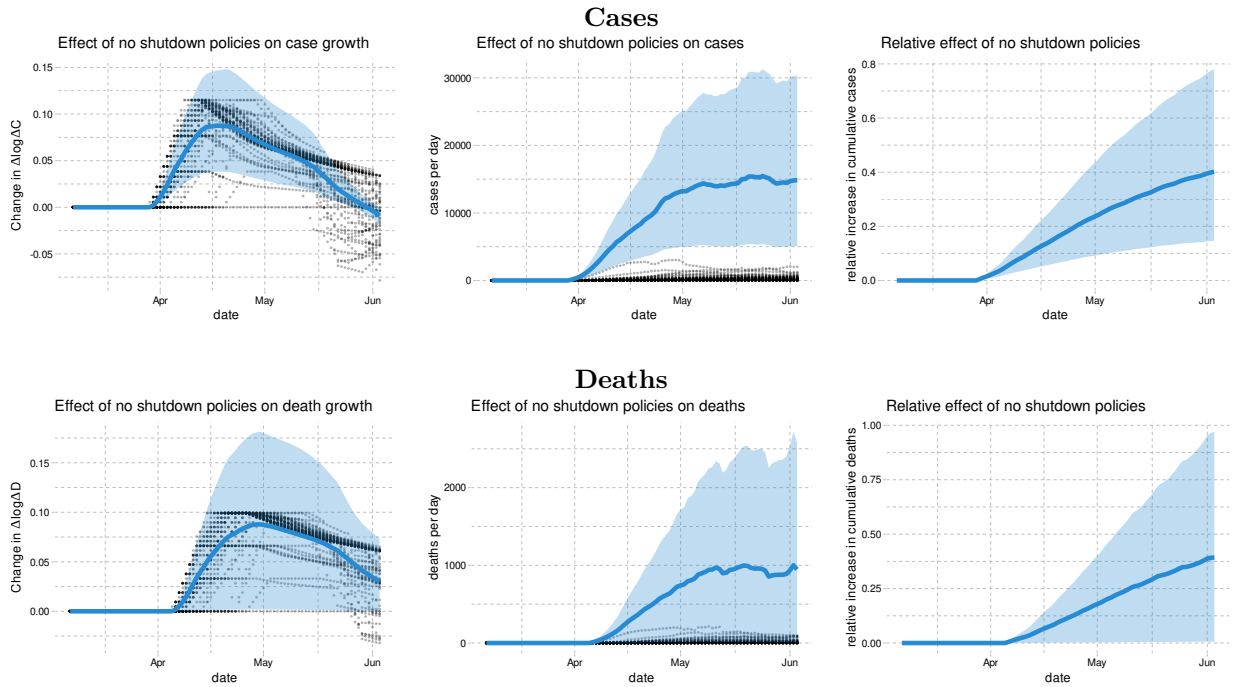 Cases
Effect of no shutdown policies on case growth
Effect of no shutdown policies on cases
Relative effect of no shutdown policies
Change in ΔlogΔC
0.15
0.10
0.05
0.00
-0.05
Apr
May
Jun
date
cases per day
30000
20000
10000
0
Apr
May
Jun
date
relative increase in cumulative cases
0.8
0.6
0.4
0.2
0.0
Apr
May
Jun
date
Deaths
Effect of no shutdown policies on death growth
Effect of no shutdown policies on deaths
Relative effect of no shutdown policies
Change in ΔlogΔD
0.15
0.10
0.05
0.00
Apr
May
Jun
date
deaths per day
2000
1000
0
Apr
May
Jun
date
relative increase in cumulative deaths
1.00
0.75
0.50
0.25
0.00
Apr
May
Jun
date